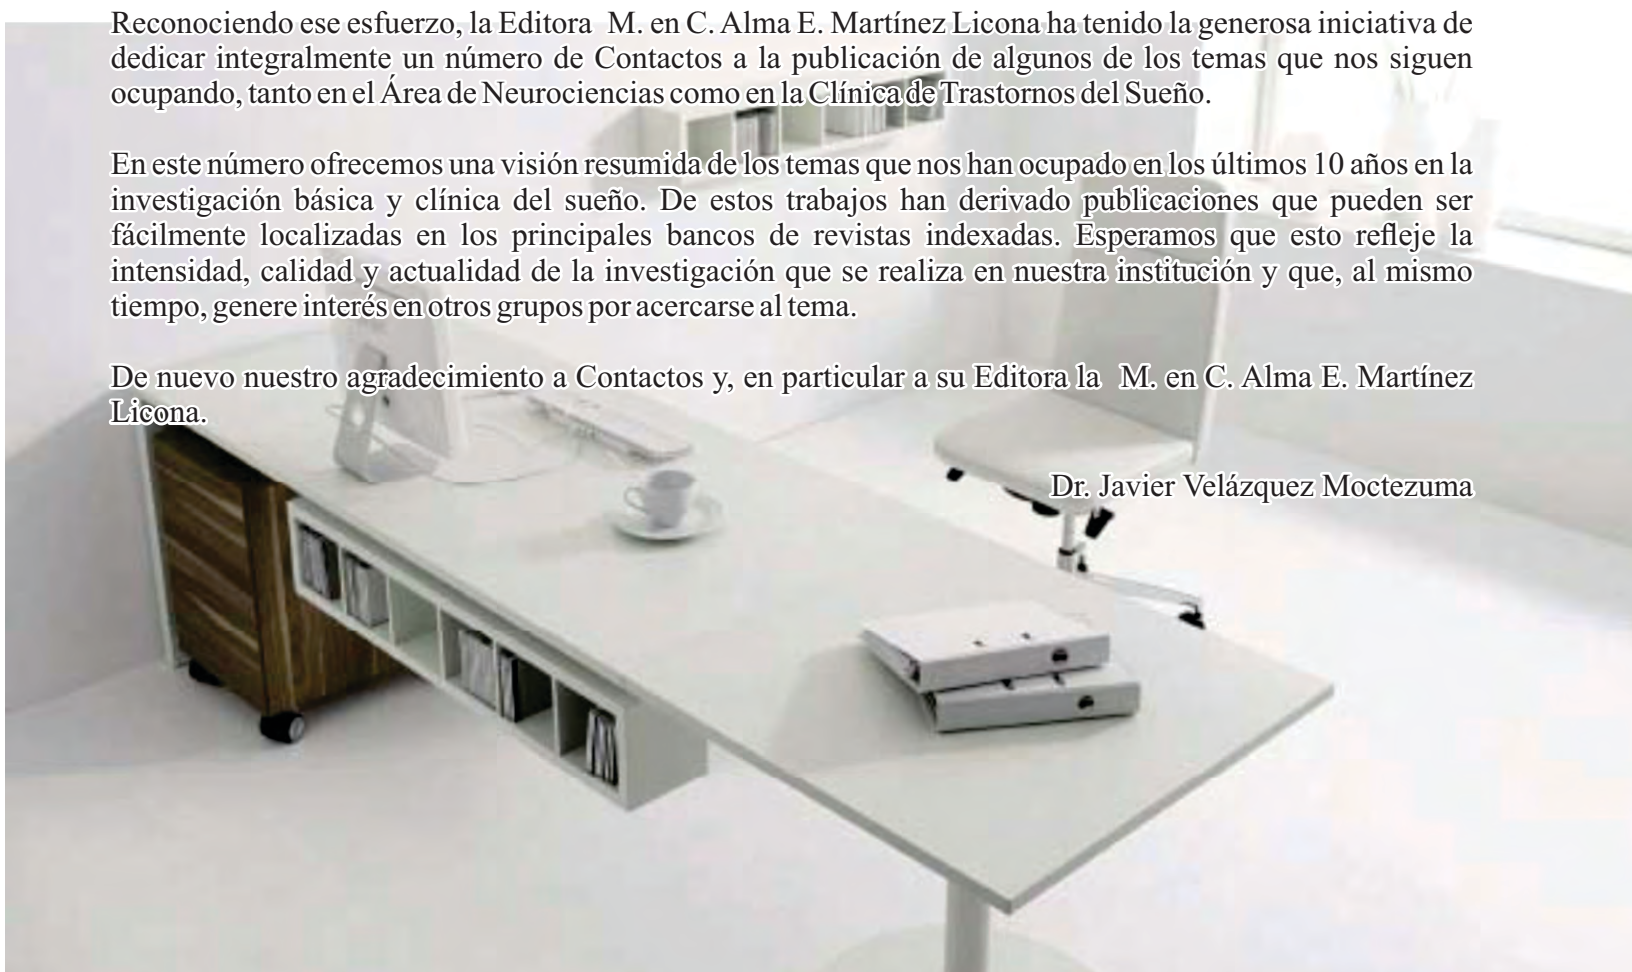 Reconociendo ese esfuerzo, la Editora M. en C. Alma E. Martínez Licona ha tenido la generosa iniciativa de
dedicar integralmente un número de Contactos a la publicación de algunos de los temas que nos siguen
ocupando, tanto en el Área de Neurociencias como en la Clínica de Trastornos del Sueño.
En este número ofrecemos una visión resumida de los temas que nos han ocupado en los últimos 10 años en la
investigación básica y clínica del sueño. De estos trabajos han derivado publicaciones que pueden ser
fácilmente localizadas en los principales bancos de revistas indexadas. Esperamos que esto refleje la
intensidad, calidad y actualidad de la investigación que se realiza en nuestra institución y que, al mismo
tiempo, genere interés en otros grupos por acercarse al tema.
De nuevo nuestro agradecimiento a Contactos y, en particular a su Editora la M. en C. Alma E. Martínez
Licona.
Dr. Javier Velázquez Moctezuma